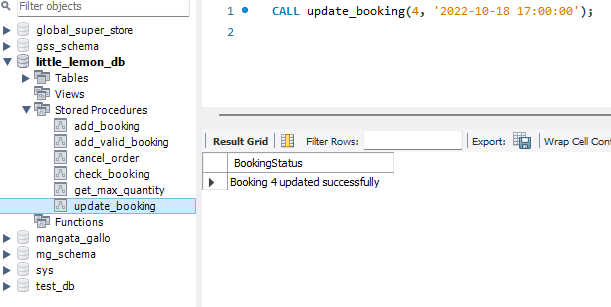 Filter objects
global_super_store
gss_schema
little_lemon_db
Tables
Views
Stored Procedures
add_booking
add_valid_booking
cancel_order
check_booking
get_max_quantity
update_booking
Functions
mangata_gallo
mg_schema
sys
test_db
1 CALL update_booking(4, '2022-10-18 17:00:00');
2
Result Grid Filter Rows: Export: Wrap Cell Cont
BookingStatus
Booking 4 updated successfully